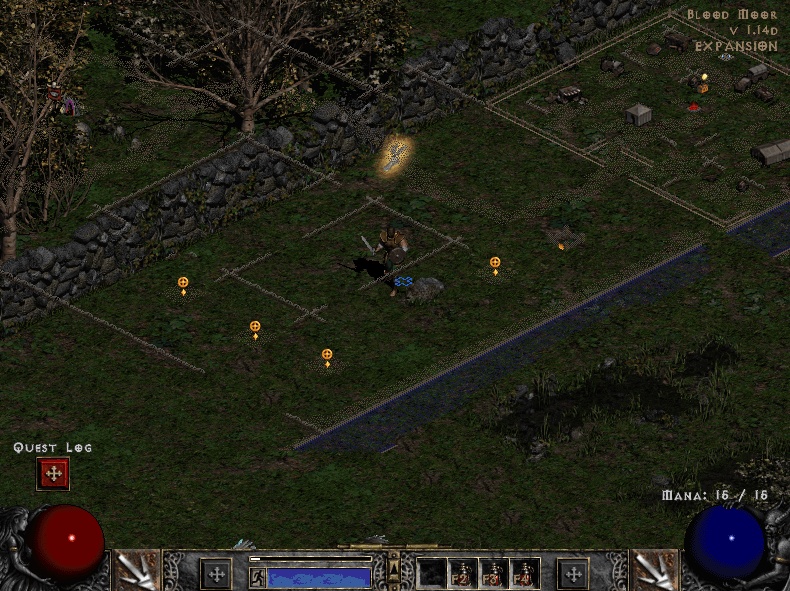 Blood Moor
v 1.14d
EXPANSION
Quest Log
Mana: 16 / 16
F2 F3 F4